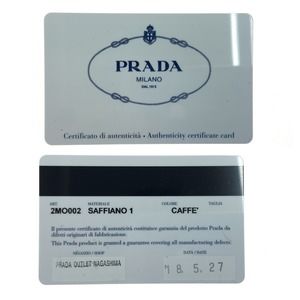 PRADA
MILANO
DAL 1913
Certificato di autenticità • Authenticity certificate card
ART. MATERIALE COLORE TAGLIA
2MO002 SAFFIANO 1 CAFFE'
Il presente certificato di autenticità costituisce garanzia del prodotto Prada da
difetti originari di fabbricazione.
This Prada product is granted a guarantee covering all manufacturing defects.
NEGOZIO / SHOP DATA / DATE
PRADA OUTLET NAGASHIMA 18. 5. 27